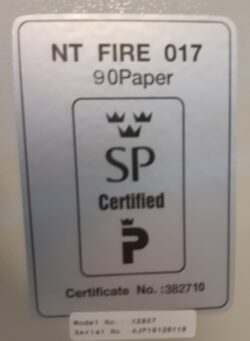 NT FIRE 017
90Paper
SP
Certified
P
Certificate No.:382710
Model No.
Serial No.